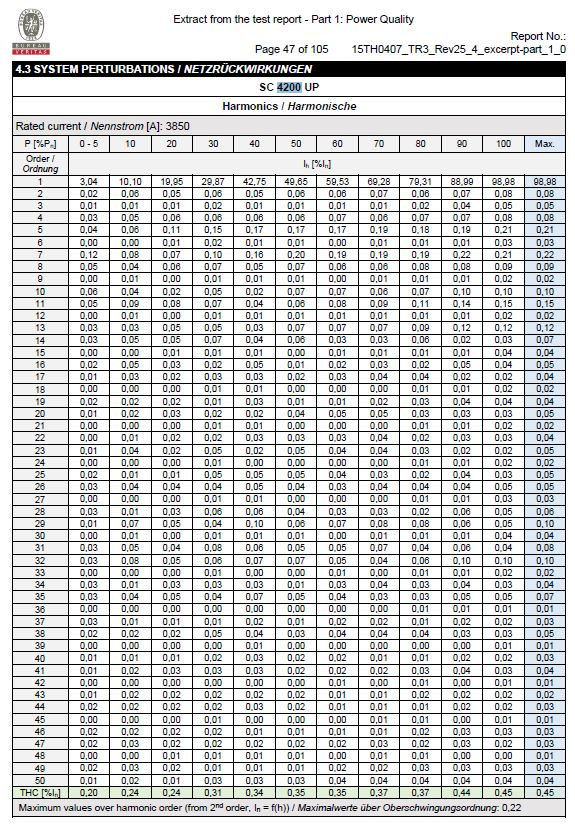 Extract from the test report - Part 1: Power Quality
Report No.:
BUREAU VERITAS
Page 47 of 105 15TH0407_TR3_Rev25_4_excerpt-part_1_0
4.3 SYSTEM PERTURBATIONS / NETZRÜCKWIRKUNGEN
SC 4200 UP
Harmonics / Harmonische
Rated current / Nennstrom [A]: 3850
P [%Pn] 0 - 5 10 20 30 40 50 60 70 80 90 100 Max.
Order / Ordnung Ih [%In]
1 3,04 10,10 19,95 29,87 42,75 49,65 59,53 69,28 79,31 88,99 98,98 98,98
2 0,02 0,06 0,05 0,06 0,05 0,06 0,06 0,07 0,06 0,07 0,08 0,08
3 0,01 0,01 0,01 0,02 0,01 0,01 0,01 0,01 0,02 0,04 0,05 0,05
4 0,03 0,05 0,06 0,06 0,06 0,06 0,07 0,06 0,07 0,07 0,08 0,08
5 0,04 0,06 0,11 0,15 0,17 0,17 0,17 0,19 0,18 0,19 0,21 0,21
6 0,00 0,00 0,01 0,02 0,01 0,01 0,00 0,01 0,01 0,01 0,03 0,03
7 0,12 0,08 0,07 0,10 0,16 0,20 0,19 0,19 0,19 0,22 0,21 0,22
8 0,05 0,04 0,06 0,07 0,05 0,07 0,06 0,06 0,08 0,08 0,09 0,09
9 0,00 0,01 0,00 0,01 0,01 0,01 0,00 0,01 0,01 0,01 0,02 0,02
10 0,06 0,04 0,02 0,05 0,02 0,07 0,07 0,06 0,07 0,10 0,10 0,10
11 0,05 0,09 0,08 0,07 0,04 0,06 0,08 0,09 0,11 0,14 0,15 0,15
12 0,00 0,01 0,00 0,01 0,01 0,01 0,01 0,01 0,01 0,01 0,02 0,02
13 0,03 0,03 0,05 0,05 0,03 0,07 0,07 0,07 0,09 0,12 0,12 0,12
14 0,03 0,05 0,05 0,07 0,04 0,06 0,03 0,03 0,06 0,02 0,03 0,07
15 0,00 0,00 0,01 0,01 0,01 0,00 0,01 0,01 0,01 0,01 0,04 0,04
16 0,02 0,05 0,03 0,02 0,05 0,01 0,02 0,03 0,02 0,05 0,04 0,05
17 0,01 0,03 0,02 0,03 0,03 0,02 0,03 0,04 0,04 0,02 0,02 0,04
18 0,00 0,00 0,00 0,01 0,01 0,00 0,00 0,00 0,00 0,01 0,02 0,02
19 0,02 0,02 0,02 0,01 0,03 0,01 0,01 0,02 0,03 0,04 0,04 0,04
20 0,01 0,02 0,03 0,02 0,02 0,04 0,05 0,05 0,03 0,03 0,03 0,05
21 0,00 0,00 0,00 0,01 0,01 0,00 0,00 0,00 0,01 0,01 0,02 0,02
22 0,00 0,01 0,02 0,02 0,03 0,03 0,03 0,04 0,02 0,03 0,03 0,04
23 0,01 0,04 0,02 0,05 0,02 0,05 0,04 0,04 0,03 0,02 0,03 0,05
24 0,00 0,00 0,00 0,00 0,00 0,00 0,00 0,00 0,01 0,01 0,02 0,02
25 0,02 0,01 0,01 0,04 0,05 0,04 0,04 0,03 0,02 0,04 0,03 0,05
26 0,03 0,04 0,04 0,04 0,05 0,04 0,03 0,02 0,04 0,04 0,03 0,05
27 0,00 0,00 0,00 0,01 0,01 0,00 0,00 0,00 0,01 0,01 0,03 0,03
28 0,03 0,01 0,03 0,06 0,06 0,04 0,03 0,03 0,02 0,06 0,05 0,06
29 0,01 0,07 0,05 0,04 0,10 0,06 0,07 0,08 0,08 0,06 0,05 0,10
30 0,01 0,00 0,00 0,01 0,01 0,00 0,01 0,00 0,01 0,00 0,04 0,04
31 0,03 0,05 0,04 0,08 0,06 0,05 0,05 0,07 0,04 0,06 0,04 0,08
32 0,03 0,08 0,05 0,06 0,07 0,07 0,05 0,04 0,06 0,10 0,10 0,10
33 0,00 0,00 0,00 0,01 0,00 0,00 0,01 0,00 0,01 0,02 0,02 0,02
34 0,03 0,01 0,03 0,03 0,04 0,03 0,03 0,03 0,04 0,03 0,04 0,04
35 0,03 0,04 0,05 0,04 0,07 0,05 0,04 0,03 0,03 0,05 0,05 0,07
36 0,00 0,00 0,00 0,00 0,00 0,00 0,00 0,00 0,01 0,01 0,01 0,01
37 0,03 0,01 0,01 0,01 0,02 0,01 0,01 0,02 0,02 0,02 0,02 0,03
38 0,02 0,02 0,02 0,05 0,04 0,03 0,04 0,02 0,02 0,03 0,03 0,05
39 0,00 0,00 0,00 0,01 0,01 0,00 0,00 0,00 0,00 0,01 0,01 0,01
40 0,01 0,01 0,01 0,02 0,03 0,02 0,02 0,01 0,01 0,02 0,02 0,03
41 0,01 0,02 0,03 0,02 0,03 0,02 0,02 0,02 0,03 0,03 0,04 0,04
42 0,00 0,00 0,00 0,00 0,01 0,00 0,00 0,00 0,00 0,01 0,01 0,01
43 0,01 0,02 0,02 0,02 0,02 0,01 0,01 0,01 0,02 0,02 0,02 0,02
44 0,02 0,02 0,02 0,02 0,02 0,02 0,01 0,01 0,02 0,02 0,02 0,03
45 0,00 0,00 0,01 0,00 0,01 0,00 0,00 0,00 0,00 0,01 0,01 0,01
46 0,02 0,02 0,02 0,02 0,02 0,01 0,01 0,01 0,02 0,02 0,02 0,03
47 0,02 0,03 0,02 0,02 0,02 0,02 0,02 0,02 0,02 0,02 0,03 0,03
48 0,00 0,00 0,01 0,01 0,01 0,00 0,00 0,00 0,00 0,00 0,01 0,01
49 0,02 0,03 0,02 0,01 0,02 0,02 0,02 0,02 0,02 0,03 0,03 0,03
50 0,01 0,02 0,01 0,03 0,03 0,03 0,04 0,04 0,04 0,04 0,04 0,04
THC [%In] 0,20 0,24 0,24 0,31 0,34 0,35 0,35 0,37 0,37 0,44 0,45 0,45
Maximum values over harmonic order (from 2nd order, In = f(h)) / Maximalwerte über Oberschwingungsordnung: 0,22